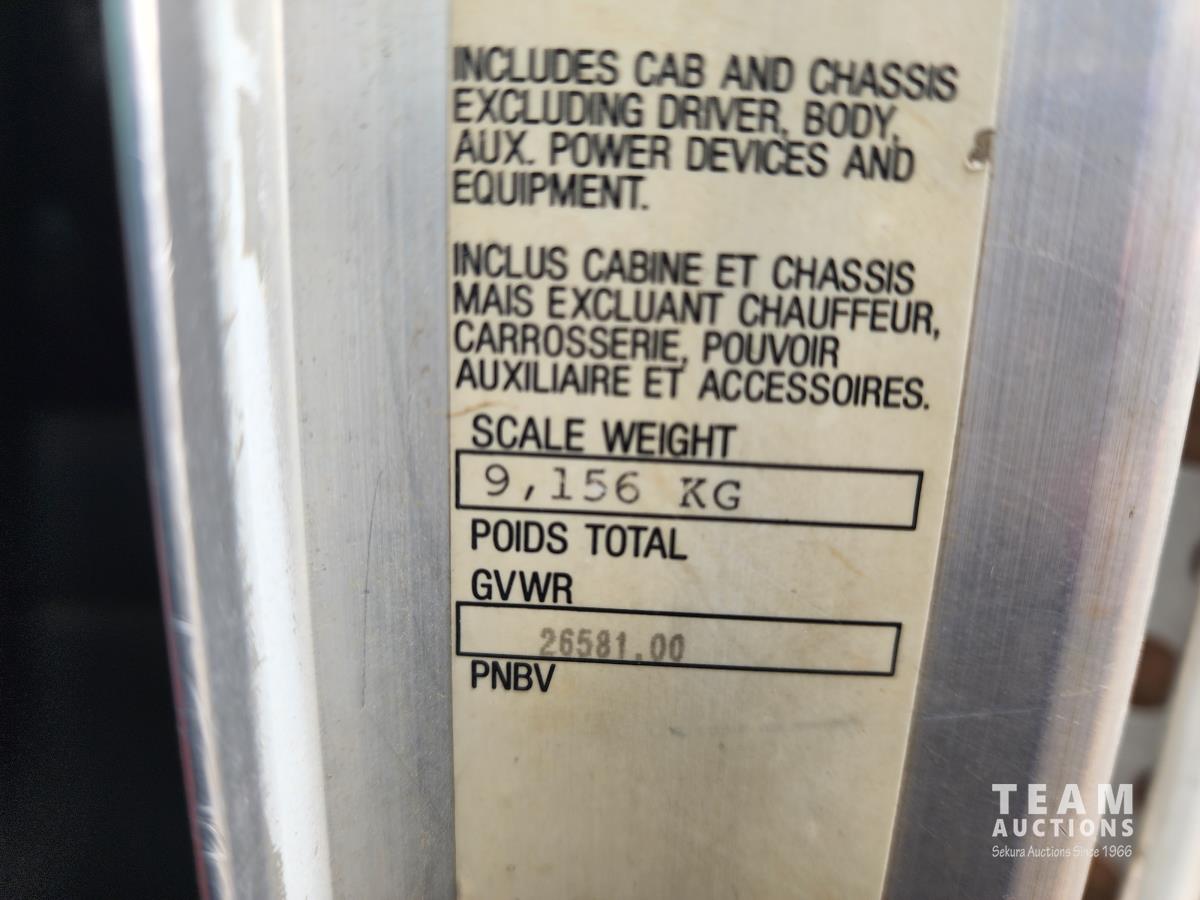 INCLUDES CAB AND CHASSIS
EXCLUDING DRIVER, BODY,
AUX. POWER DEVICES AND
EQUIPMENT.
INCLUS CABINE ET CHASSIS
MAIS EXCLUANT CHAUFFEUR,
CARROSSERIE, POUVOIR
AUXILIAIRE ET ACCESSOIRES.
SCALE WEIGHT
9,156 KG
POIDS TOTAL
GVWR
26581.00
PNBV
TEAM
AUCTIONS
Sekura Auctions Since 1966